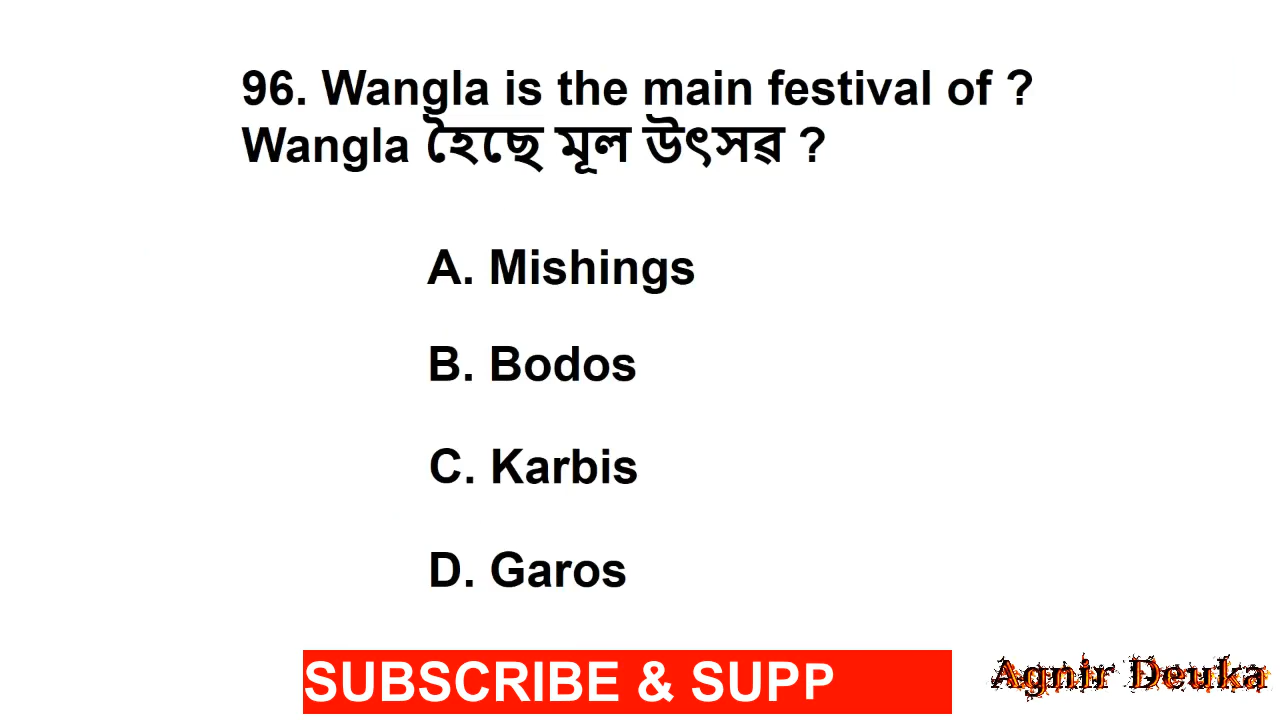 96. Wangla is the main festival of ?
Wangla হৈছে মূল উৎসৱ ?
A. Mishings
B. Bodos
C. Karbis
D. Garos
SUBSCRIBE & SUPP
Agnir Deuka